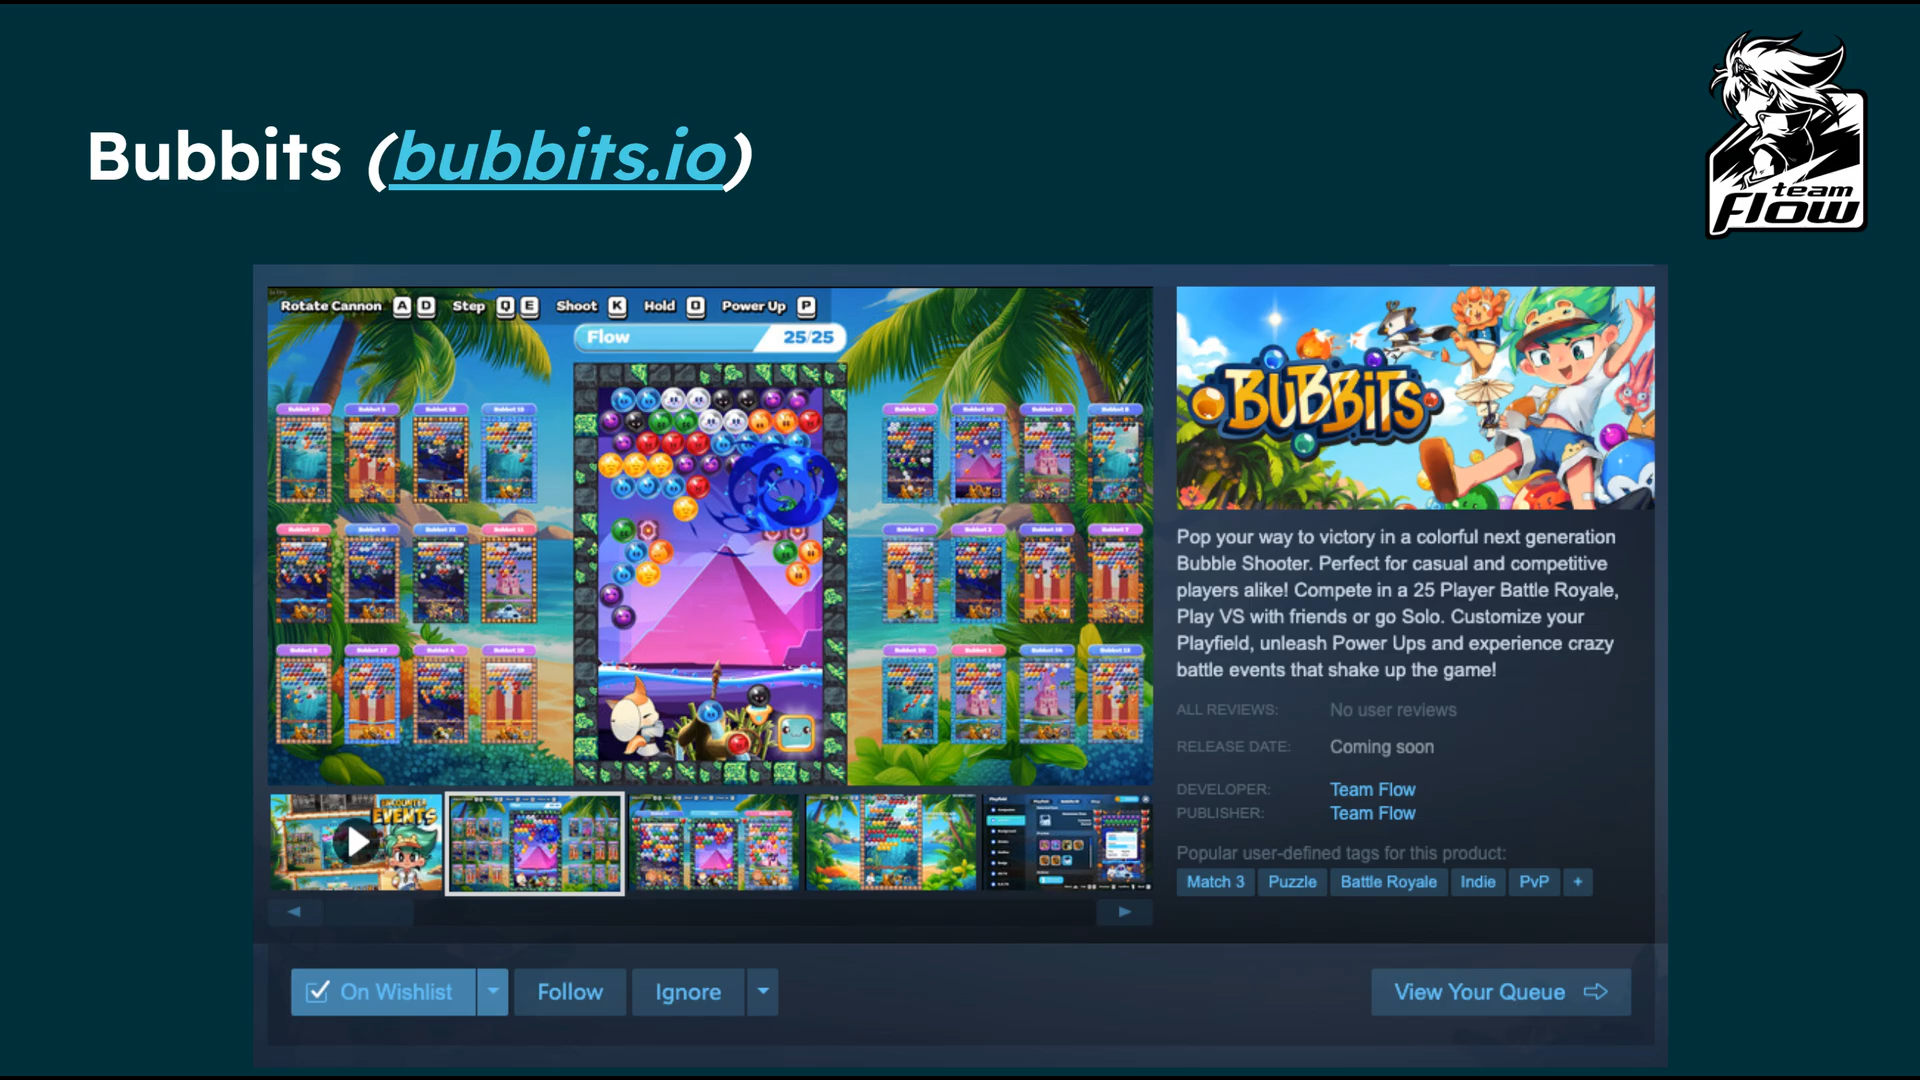 Bubbits (bubbits.io)
team
Flow
Rotate Cannon A D Step Q E Shoot K Hold O Power Up P
Flow 25/25
BUBBiTS
Pop your way to victory in a colorful next generation
Bubble Shooter. Perfect for casual and competitive
players alike! Compete in a 25 Player Battle Royale,
Play VS with friends or go Solo. Customize your
Playfield, unleash Power Ups and experience crazy
battle events that shake up the game!
ALL REVIEWS: No user reviews
RELEASE DATE: Coming soon
DEVELOPER: Team Flow
PUBLISHER: Team Flow
Popular user-defined tags for this product:
Match 3 Puzzle Battle Royale Indie PvP +
ENCOUNTER
EVENTS
On Wishlist Follow Ignore View Your Queue